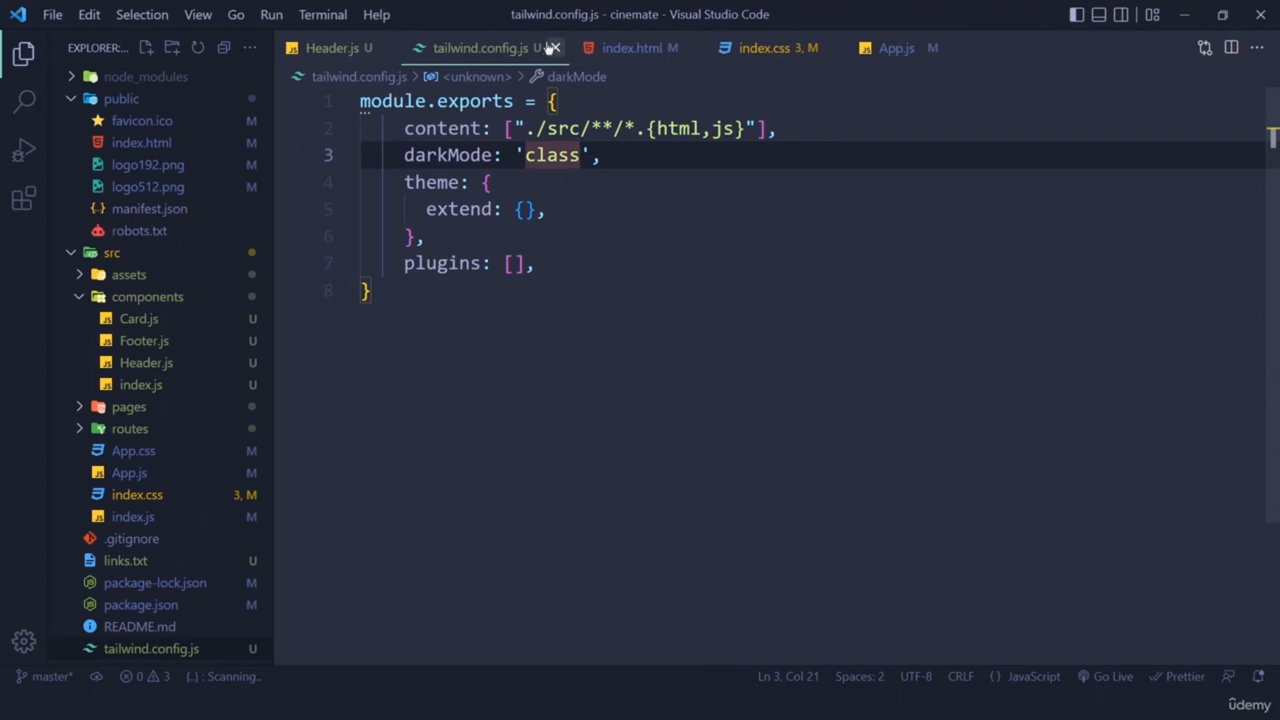 File Edit Selection View Go Run Terminal Help tailwind.config.js - cinemate - Visual Studio Code
EXPLORER:... Header.js U tailwind.config.js U index.html M index.css 3, M App.js M
node_modules
public
favicon.ico
index.html M
logo192.png M
logo512.png M
manifest.json
robots.txt
src
assets
components
Card.js U
Footer.js U
Header.js U
index.js U
pages
routes
App.css M
App.js M
index.css 3, M
index.js M
.gitignore
links.txt U
package-lock.json M
package.json M
README.md M
tailwind.config.js U
tailwind.config.js > <unknown> > darkMode
1 module.exports = {
2 content: ["./src/**/*.{html,js}"],
3 darkMode: 'class',
4 theme: {
5 extend: {},
6 },
7 plugins: [],
8 }
master* 0 3 {..} : Scanning.. Ln 3, Col 21 Spaces: 2 UTF-8 CRLF {} JavaScript Go Live Prettier
ûdemy